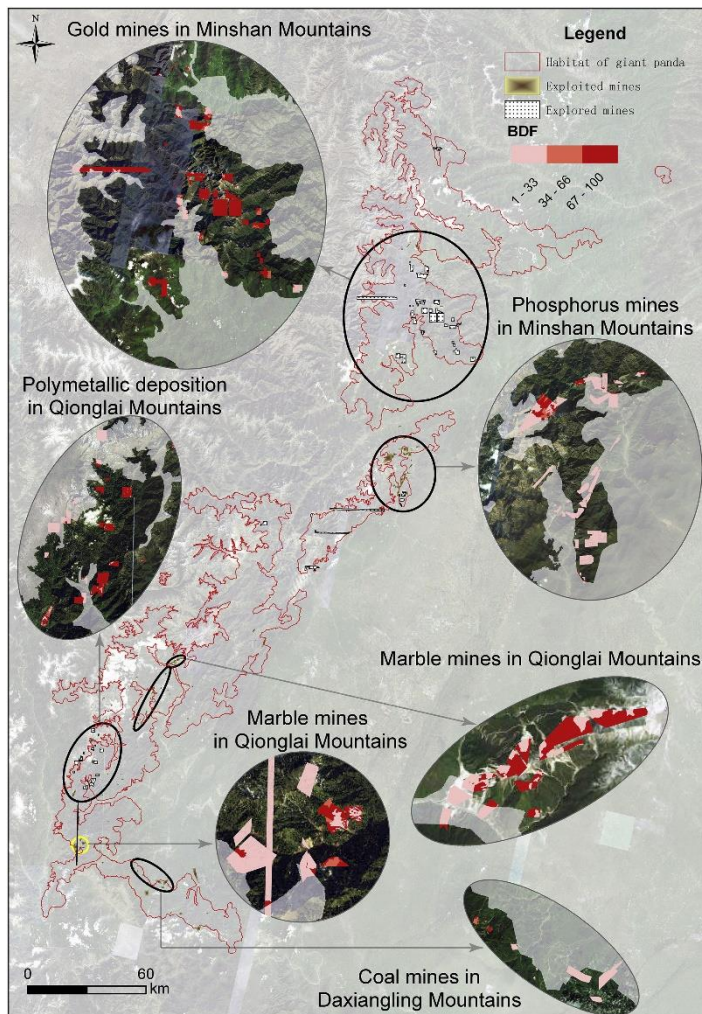 N
Gold mines in Minshan Mountains
Legend
Habitat of giant panda
Exploited mines
Explored mines
BDF
1 - 33
34 - 66
67 - 100
Phosphorus mines
in Minshan Mountains
Polymetallic deposition
in Qionglai Mountains
Marble mines in Qionglai Mountains
Marble mines
in Qionglai Mountains
0
60
km
Coal mines in
Daxiangling Mountains